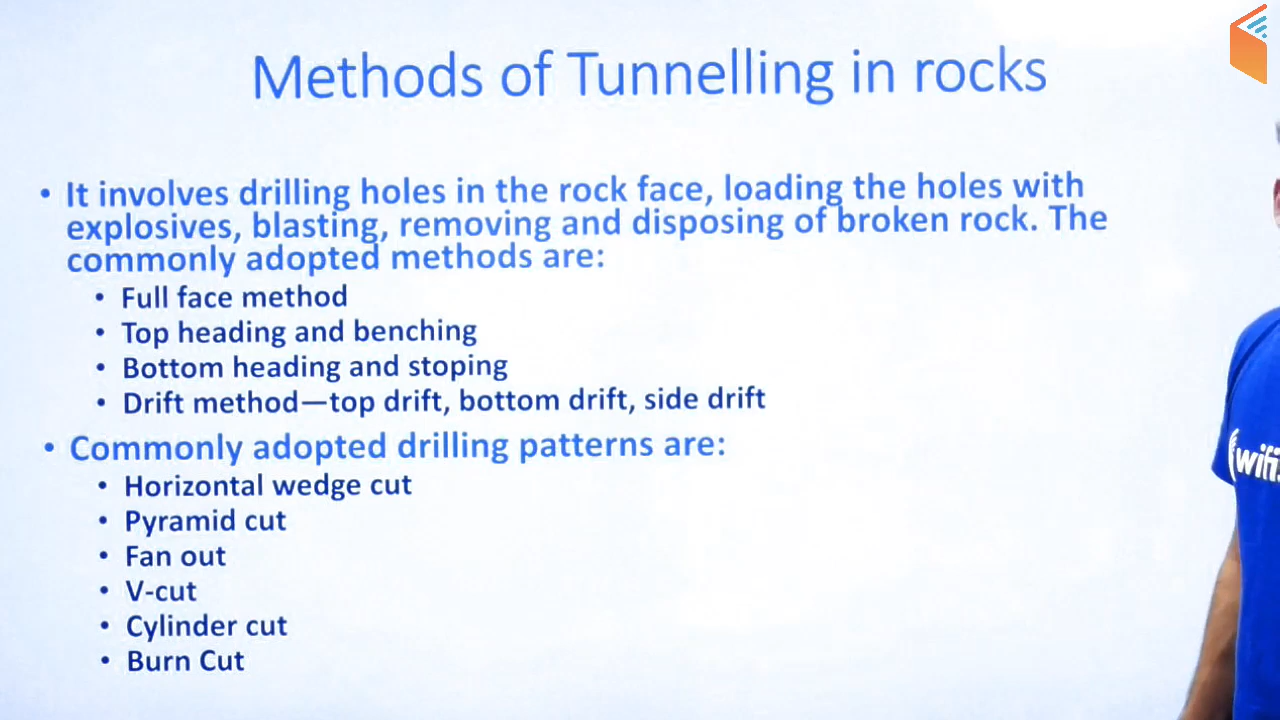 Methods of Tunnelling in rocks
• It involves drilling holes in the rock face, loading the holes with
explosives, blasting, removing and disposing of broken rock. The
commonly adopted methods are:
• Full face method
• Top heading and benching
• Bottom heading and stoping
• Drift method—top drift, bottom drift, side drift
• Commonly adopted drilling patterns are:
• Horizontal wedge cut
• Pyramid cut
• Fan out
• V-cut
• Cylinder cut
• Burn Cut
wifi